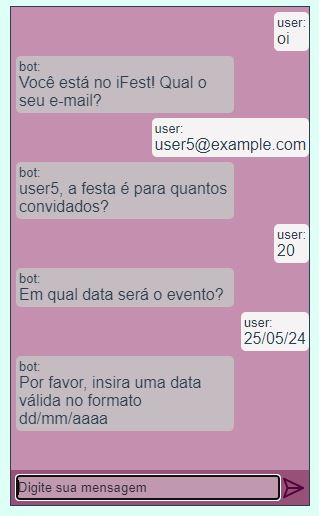 user:
oi
bot:
Você está no iFest! Qual o
seu e-mail?
user:
user5@example.com
bot:
user5, a festa é para quantos
convidados?
user:
20
bot:
Em qual data será o evento?
user:
25/05/24
bot:
Por favor, insira uma data
válida no formato
dd/mm/aaaa
Digite sua mensagem